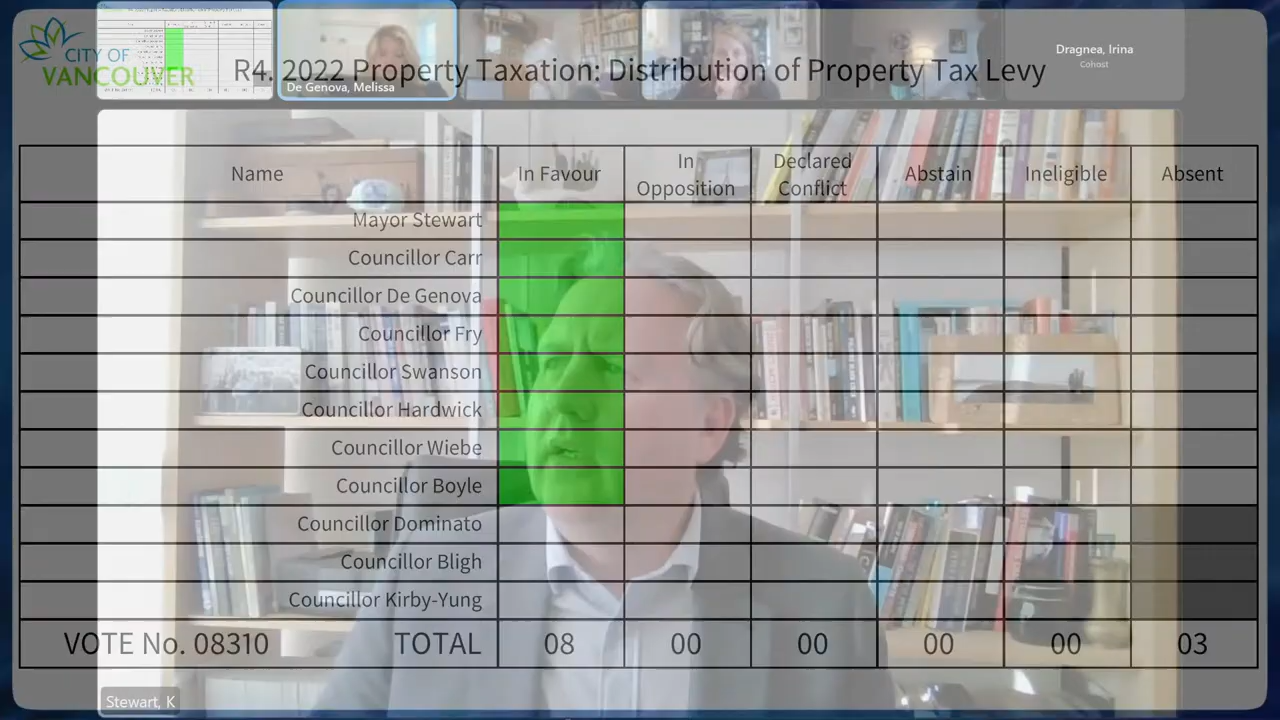 CITY OF
VANCOUVER
De Genova, Melissa
Dragnea, Irina
Cohost
R4. 2022 Property Taxation: Distribution of Property Tax Levy
Name In Favour In Opposition Declared Conflict Abstain Ineligible Absent
Mayor Stewart
Councillor Carr
Councillor De Genova
Councillor Fry
Councillor Swanson
Councillor Hardwick
Councillor Wiebe
Councillor Boyle
Councillor Dominato
Councillor Bligh
Councillor Kirby-Yung
VOTE No. 08310 TOTAL 08 00 00 00 00 03
Stewart, K